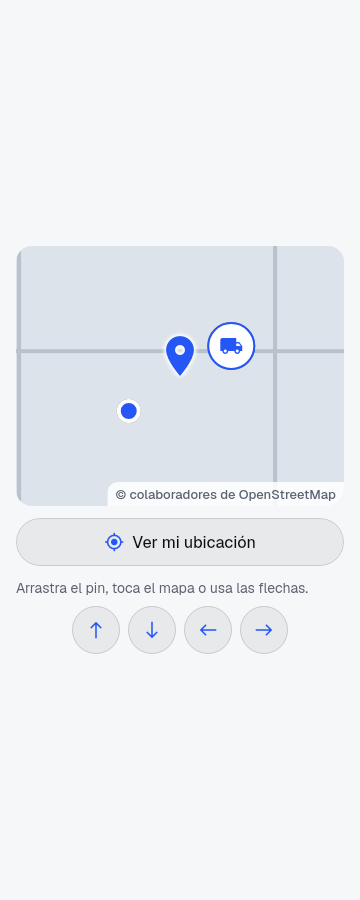 © colaboradores de OpenStreetMap
Ver mi ubicación
Arrastra el pin, toca el mapa o usa las flechas.